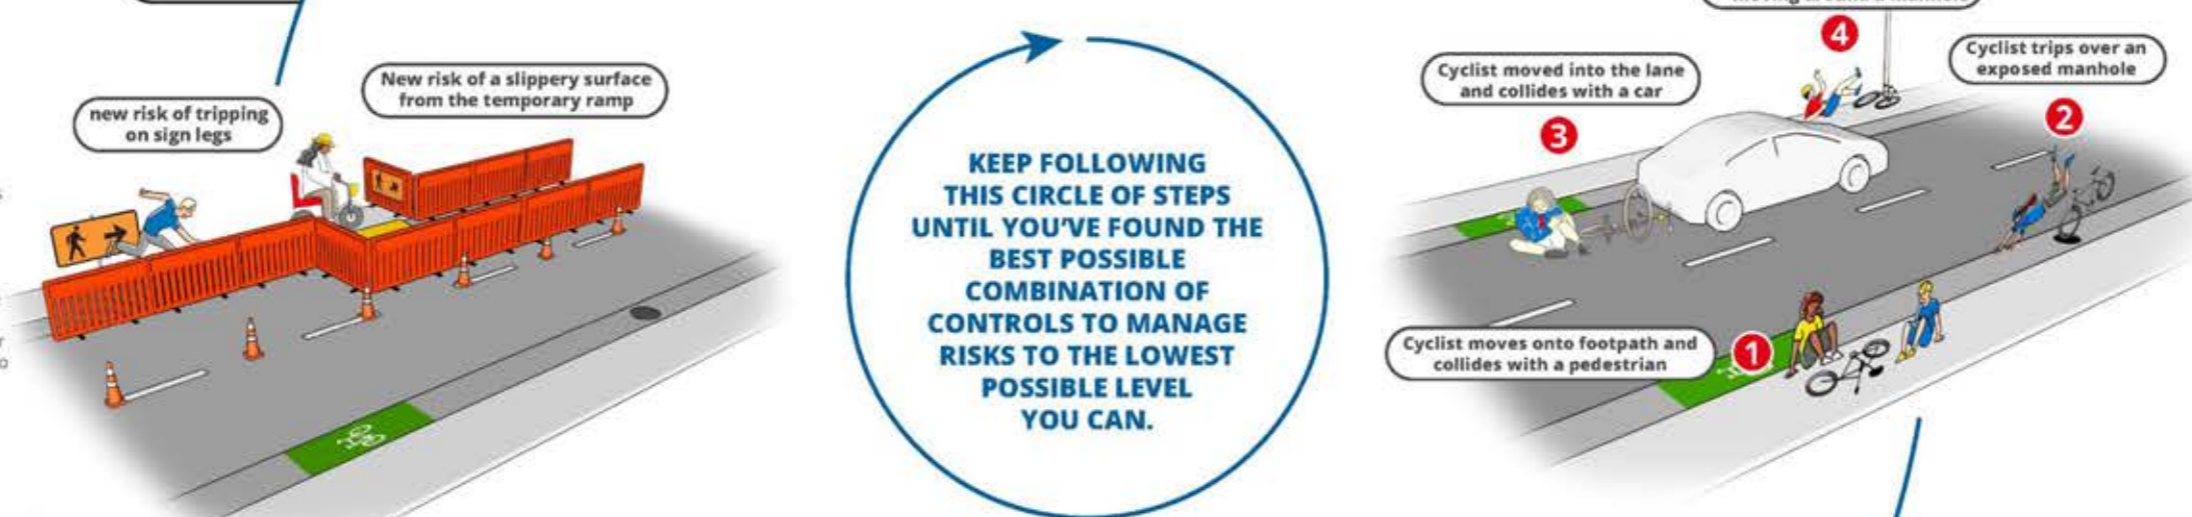 new risk of tripping
on sign legs
New risk of a slippery surface
from the temporary ramp
KEEP FOLLOWING
THIS CIRCLE OF STEPS
UNTIL YOU'VE FOUND THE
BEST POSSIBLE
COMBINATION OF
CONTROLS TO MANAGE
RISKS TO THE LOWEST
POSSIBLE LEVEL
YOU CAN.
4
Cyclist moved into the lane
and collides with a car
3
Cyclist trips over an
exposed manhole
2
Cyclist moves onto footpath and
collides with a pedestrian
1